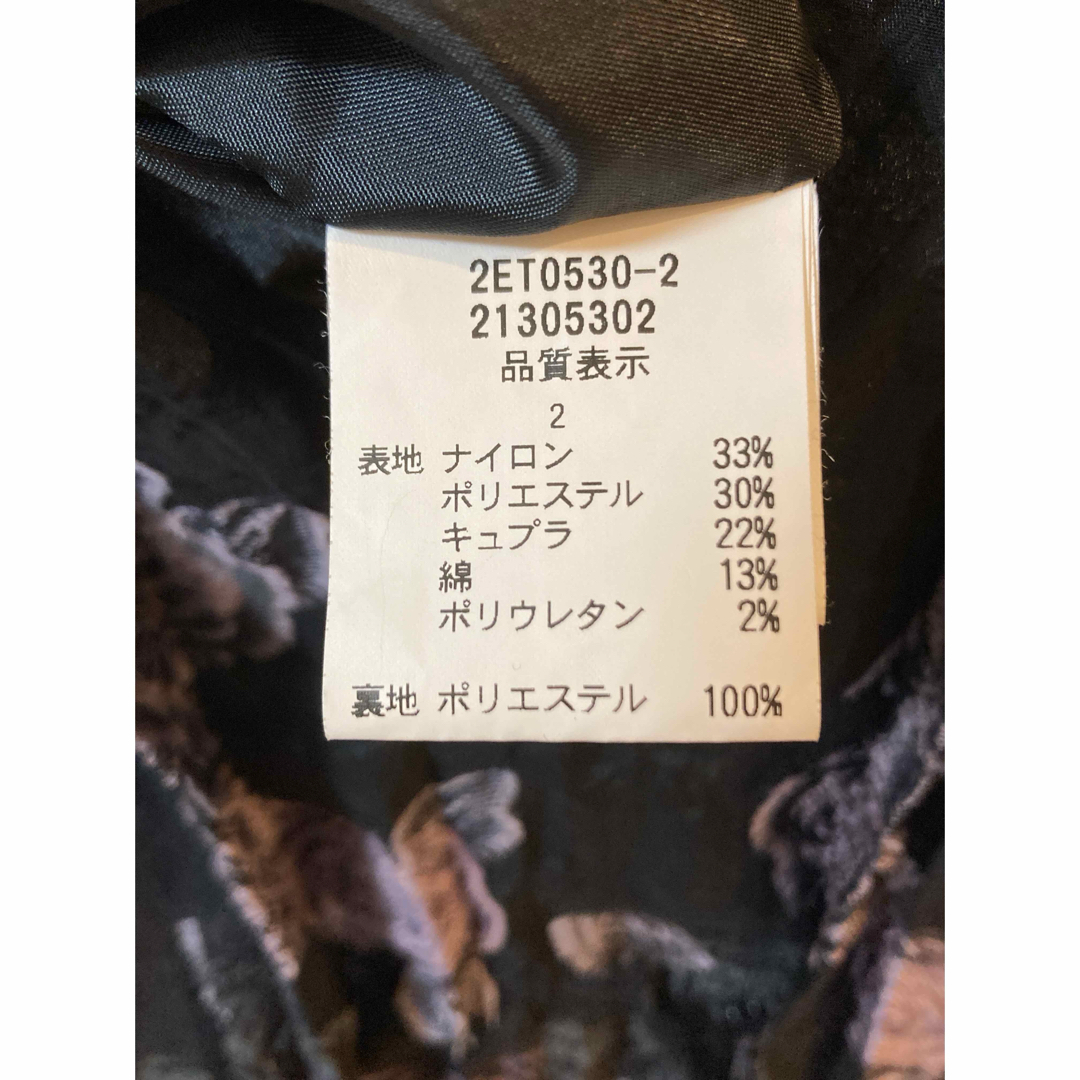 2ET0530-2
21305302
品質表示
2
表地 ナイロン 33%
ポリエステル 30%
キュプラ 22%
綿 13%
ポリウレタン 2%
裏地 ポリエステル 100%